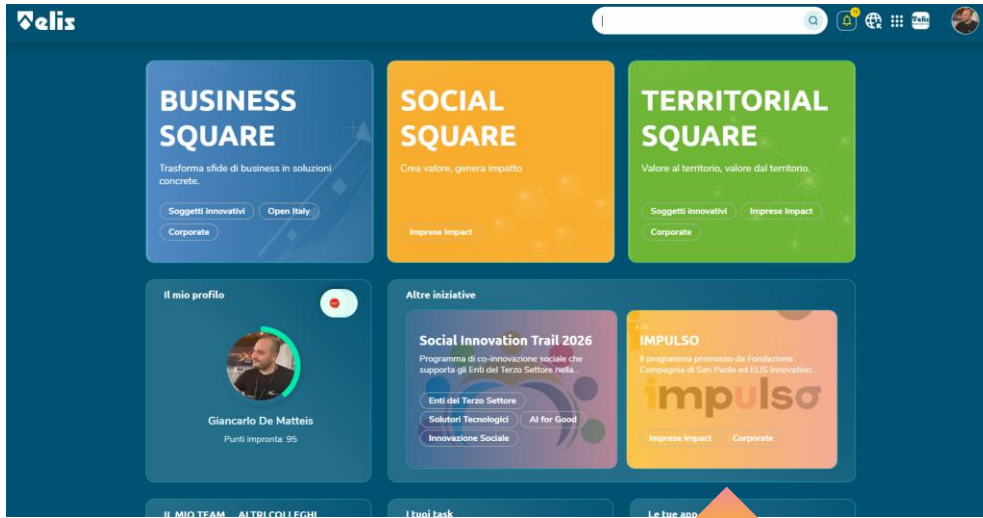 elis
BUSINESS
SQUARE
Trasforma sfide di business in soluzioni
concrete.
Soggetti innovativi
Open Italy
Corporate
SOCIAL
SQUARE
Crea valore, genera impatto
Imprese Impact
TERRITORIAL
SQUARE
Valore al territorio, valore dal territorio.
Soggetti innovativi
Imprese Impact
Corporate
Il mio profilo
Giancarlo De Matteis
Punti impronta: 95
Altre iniziative
Social Innovation Trail 2026
Programma di co-innovazione sociale che
supporta gli Enti del Terzo Settore nella...
Enti del Terzo Settore
Solutori Tecnologici
AI for Good
Innovazione Sociale
IMPULSO
Il programma promosso da Fondazione
Compagnia di San Paolo ed ELIS Innovation...
impulso
Imprese Impact
Corporate
IL MIO TEAM
ALTRI COLLEGHI
I tuoi task
Le tue app